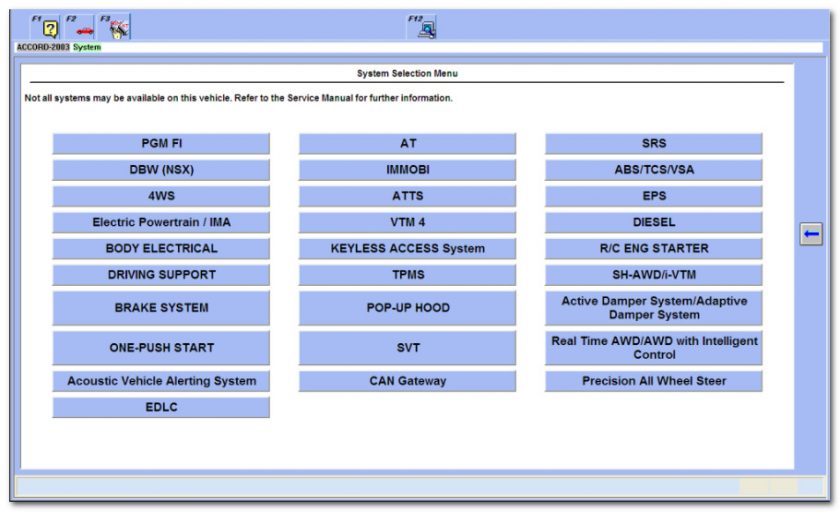 F1 F2 F3 F12
ACCORD-2003 System
System Selection Menu
Not all systems may be available on this vehicle. Refer to the Service Manual for further information.
PGM FI AT SRS
DBW (NSX) IMMOBI ABS/TCS/VSA
4WS ATTS EPS
Electric Powertrain / IMA VTM 4 DIESEL
BODY ELECTRICAL KEYLESS ACCESS System R/C ENG STARTER
DRIVING SUPPORT TPMS SH-AWD/i-VTM
BRAKE SYSTEM POP-UP HOOD Active Damper System/Adaptive
Damper System
ONE-PUSH START SVT Real Time AWD/AWD with Intelligent
Control
Acoustic Vehicle Alerting System CAN Gateway Precision All Wheel Steer
EDLC